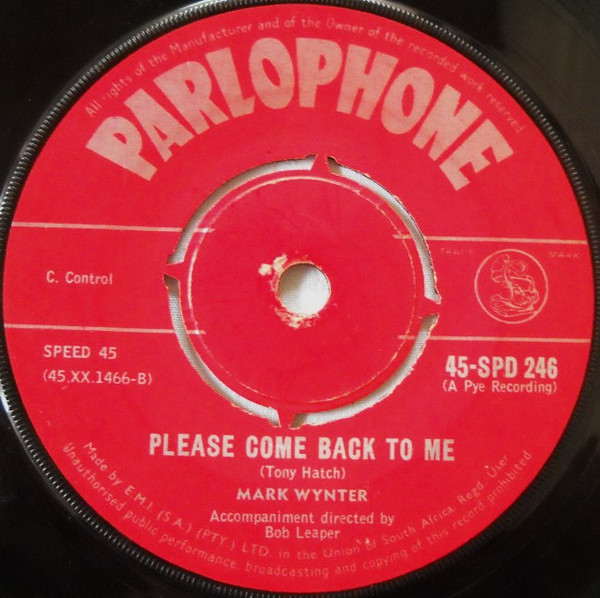 All rights of the Manufacturer and of the Owner of the recorded work reserved
PARLOPHONE
TRADE MARK
C. Control
SPEED 45
(45.XX.1466-B)
45-SPD 246
(A Pye Recording)
PLEASE COME BACK TO ME
(Tony Hatch)
MARK WYNTER
Accompaniment directed by
Bob Leaper
Made by E.M.I. (S.A.) (PTY.) LTD. in the Union of South Africa. Regd. User.
Unauthorised public performance, broadcasting and copying of this record prohibited